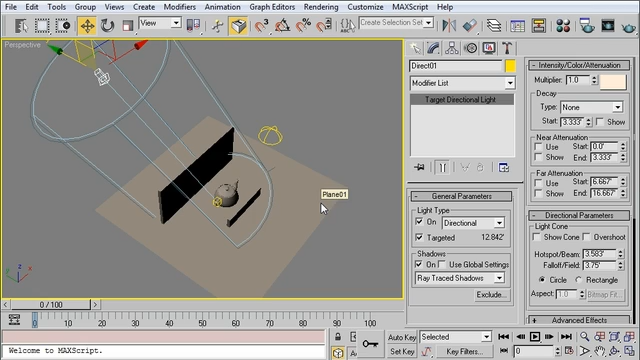 File Edit Tools Group Views Create Modifiers Animation Graph Editors Rendering Customize MAXScript Help
View
Create Selection Set
Perspective
Plane01
Direct01
Modifier List
Target Directional Light
General Parameters
Light Type
On Directional
Targeted 12.842'
Shadows
On Use Global Settings
Ray Traced Shadows
Exclude...
Intensity/Color/Attenuation
Multiplier: 1.0
Decay
Type: None
Start: 3.333' Show
Near Attenuation
Use Start: 0.0'
Show End: 3.333'
Far Attenuation
Use Start: 6.667'
Show End: 16.667'
Directional Parameters
Light Cone
Show Cone Overshoot
Hotspot/Beam: 3.583'
Falloff/Field: 3.75'
Circle Rectangle
Aspect: 1.0 Bitmap Fit...
Advanced Effects
0 / 100
0 10 20 30 40 50 60 70 80 90 100
Welcome to MAXScript.
Auto Key Selected
Set Key Key Filters... 0